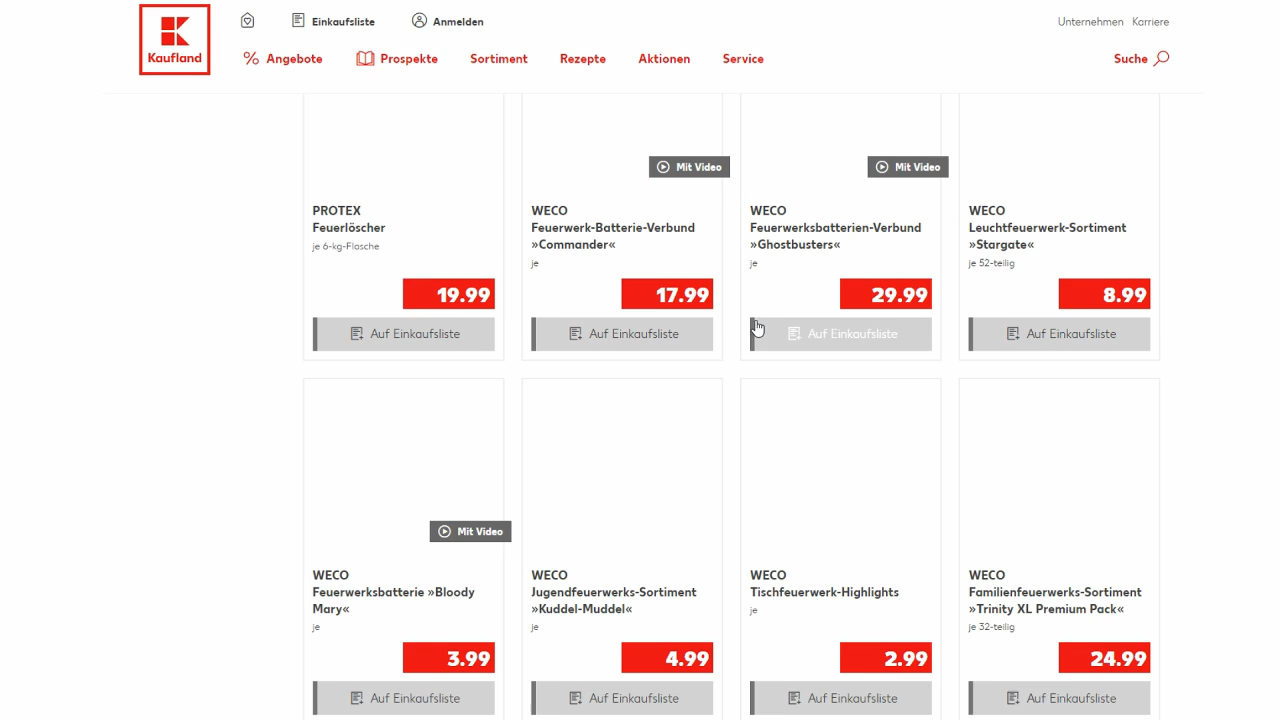 Einkaufsliste
Anmelden
Unternehmen
Karriere
Kaufland
Angebote
Prospekte
Sortiment
Rezepte
Aktionen
Service
Suche
Mit Video
Mit Video
PROTEX
Feuerlöscher
je 6-kg-Flasche
19.99
Auf Einkaufsliste
WECO
Feuerwerk-Batterie-Verbund
»Commander«
je
17.99
Auf Einkaufsliste
WECO
Feuerwerksbatterien-Verbund
»Ghostbusters«
je
29.99
Auf Einkaufsliste
WECO
Leuchtfeuerwerk-Sortiment
»Stargate«
je 52-teilig
8.99
Auf Einkaufsliste
Mit Video
WECO
Feuerwerksbatterie »Bloody
Mary«
je
3.99
Auf Einkaufsliste
WECO
Jugendfeuerwerks-Sortiment
»Kuddel-Muddel«
je
4.99
Auf Einkaufsliste
WECO
Tischfeuerwerk-Highlights
je
2.99
Auf Einkaufsliste
WECO
Familienfeuerwerks-Sortiment
»Trinity XL Premium Pack«
je 32-teilig
24.99
Auf Einkaufsliste